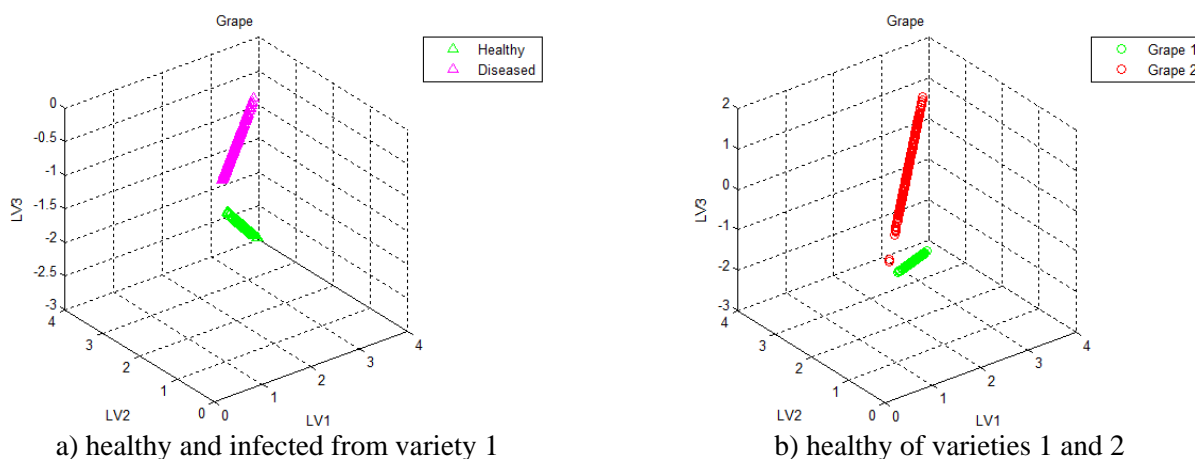 Grape
Healthy
Diseased
0
-0.5
-1
-1.5
-2
-2.5
-3
LV3
4
3
2
1
0
LV2
0
1
2
3
4
LV1
a) healthy and infected from variety 1
Grape
Grape 1
Grape 2
2
1
0
-1
-2
-3
LV3
4
3
2
1
0
LV2
0
1
2
3
4
LV1
b) healthy of varieties 1 and 2